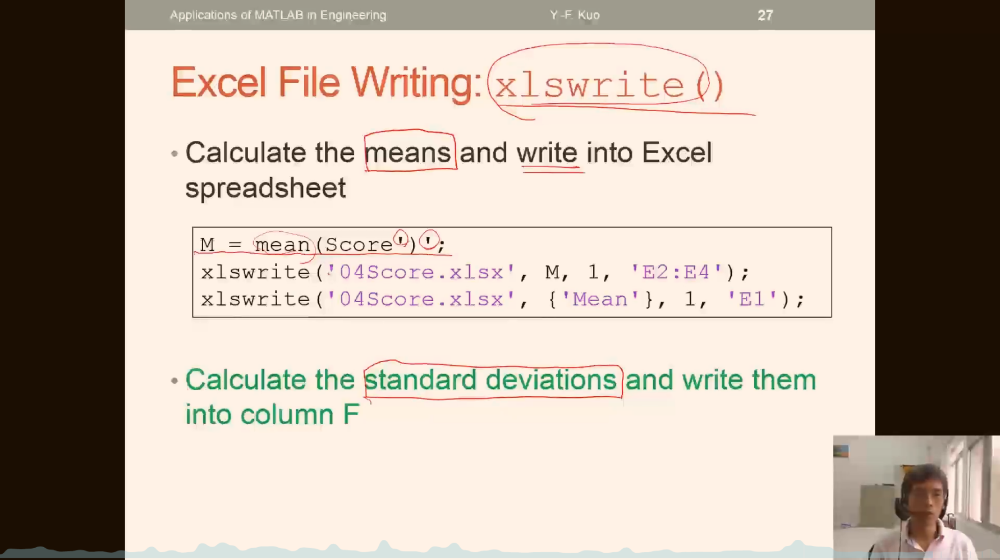 Applications of MATLAB in Engineering Y.-F. Kuo 27
Excel File Writing: xlswrite()
• Calculate the means and write into Excel
spreadsheet
M = mean(Score')';
xlswrite('04Score.xlsx', M, 1, 'E2:E4');
xlswrite('04Score.xlsx', {'Mean'}, 1, 'E1');
• Calculate the standard deviations and write them
into column F